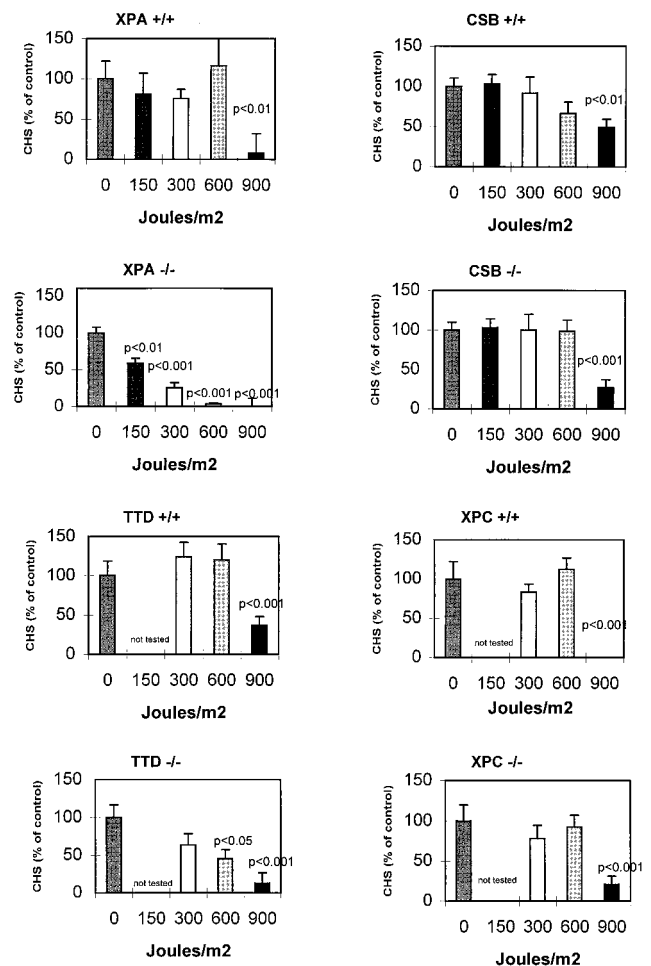 XPA +/+
CHS (% of control)
150
100
50
0
p<0.01
0 150 300 600 900
Joules/m2
CSB +/+
CHS (% of control)
150
100
50
0
p<0.01
0 150 300 600 900
Joules/m2
XPA -/-
CHS (% of control)
150
100
50
0
p<0.01
p<0.001
p<0.001
p<0.001
0 150 300 600 900
Joules/m2
CSB -/-
CHS (% of control)
150
100
50
0
p<0.001
0 150 300 600 900
Joules/m2
TTD +/+
CHS (% of control)
150
100
50
0
not tested
p<0.001
0 150 300 600 900
Joules/m2
XPC +/+
CHS (% of control)
150
100
50
0
not tested
p<0.001
0 150 300 600 900
Joules/m2
TTD -/-
CHS (% of control)
150
100
50
0
not tested
p<0.05
p<0.001
0 150 300 600 900
Joules/m2
XPC -/-
CHS (% of control)
150
100
50
0
not tested
p<0.001
0 150 300 600 900
Joules/m2